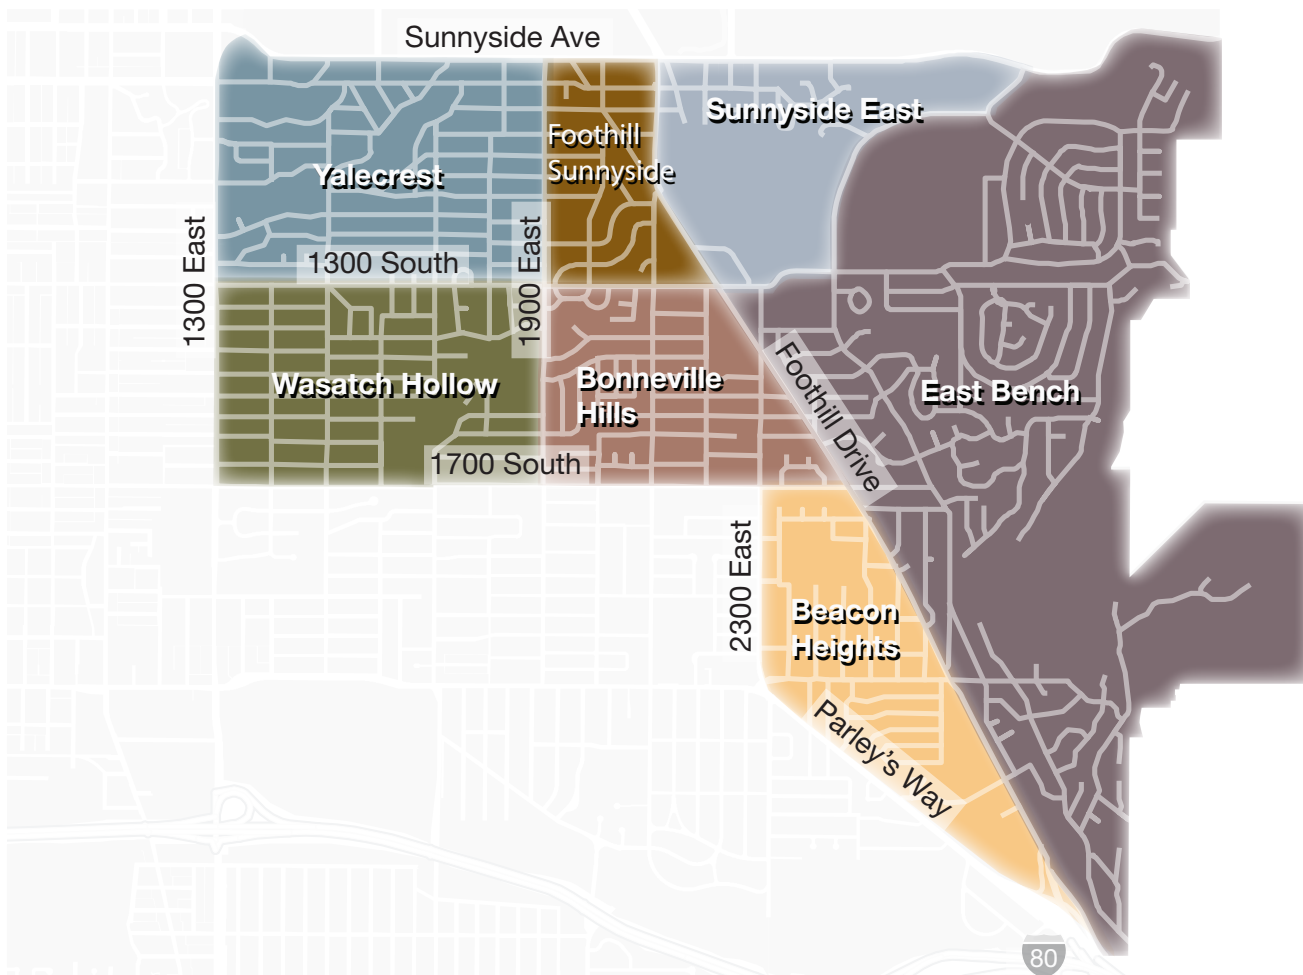 Sunnyside Ave
Sunnyside East
Foothill
Sunnyside
Yalecrest
1300 East
1900 East
1300 South
Foothill Drive
Wasatch Hollow
Bonneville
Hills
East Bench
1700 South
2300 East
Beacon
Heights
Parley's Way
80